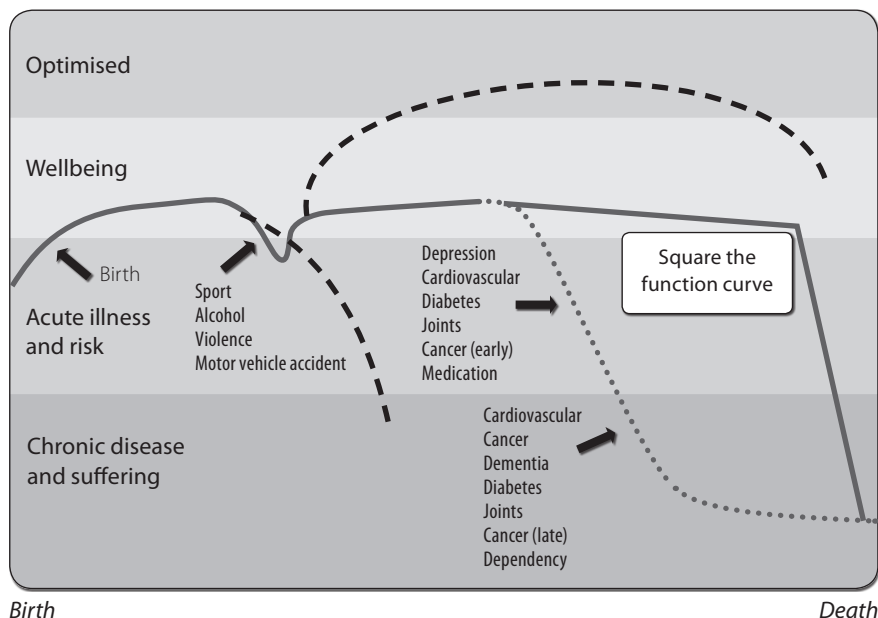 Optimised
Wellbeing
Birth
Acute illness
and risk
Sport
Alcohol
Violence
Motor vehicle accident
Depression
Cardiovascular
Diabetes
Joints
Cancer (early)
Medication
Square the
function curve
Chronic disease
and suffering
Cardiovascular
Cancer
Dementia
Diabetes
Joints
Cancer (late)
Dependency
Birth
Death